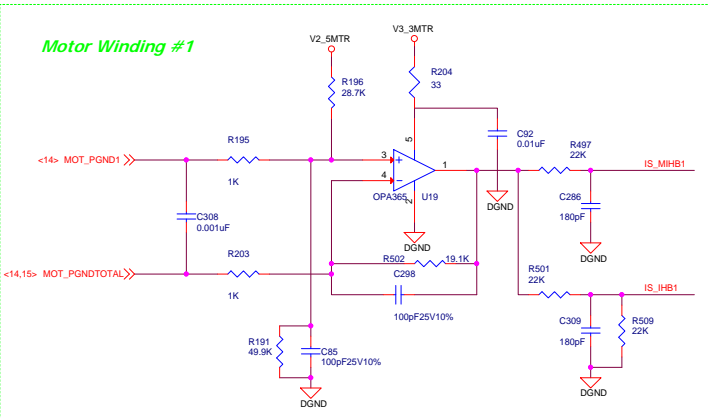 Motor Winding #1
V2_5MTR
V3_3MTR
R196
28.7K
R204
33
C92
0.01uF
<14> MOT_PGND1
R195
1K
3
+
4
-
5
1
2
OPA365
U19
DGND
DGND
R497
22K
IS_MIHB1
C286
180pF
DGND
C308
0.001uF
<14,15> MOT_PGNDTOTAL
R203
1K
R502
19.1K
C298
100pF25V10%
R501
22K
IS_IHB1
R191
49.9K
C85
100pF25V10%
DGND
C309
180pF
R509
22K
DGND